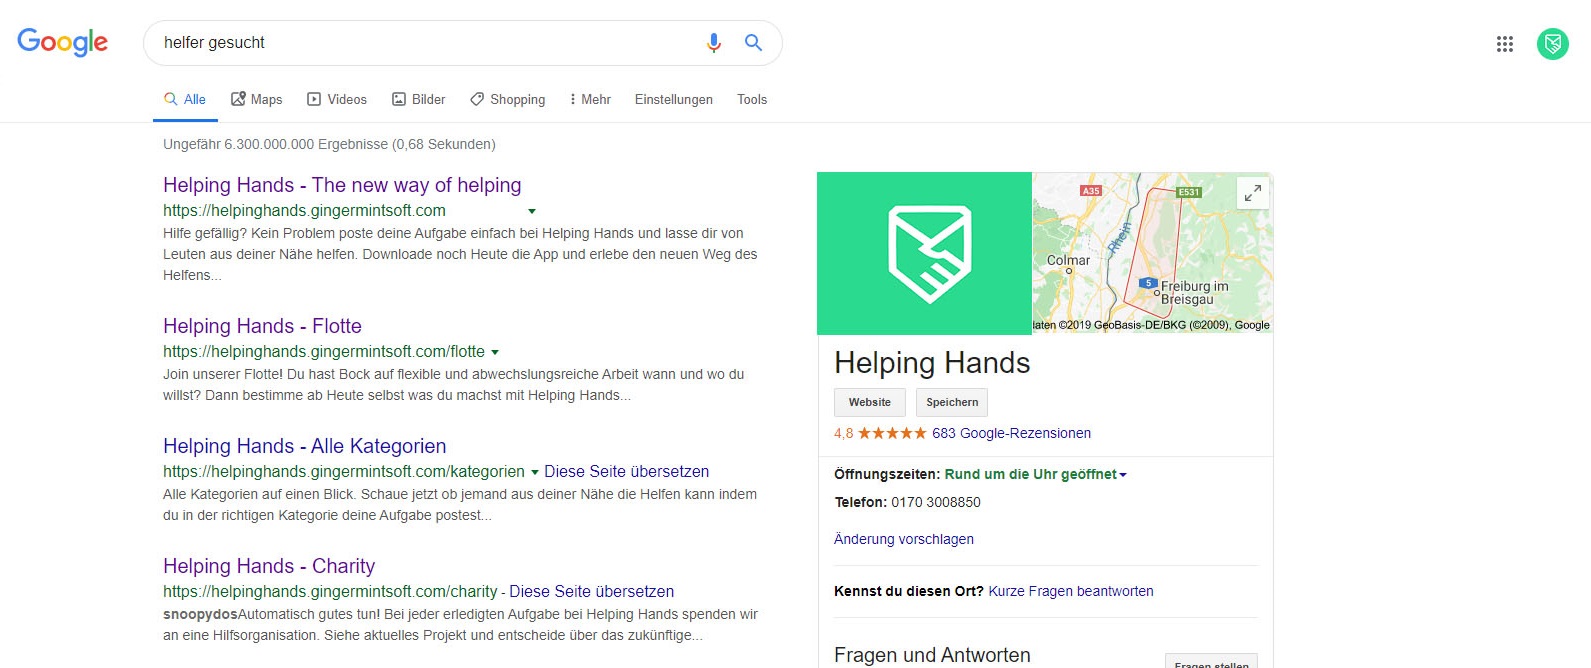 Google
helfer gesucht
Alle Maps Videos Bilder Shopping Mehr Einstellungen Tools
Ungefähr 6.300.000.000 Ergebnisse (0,68 Sekunden)
Helping Hands - The new way of helping
https://helpinghands.gingermintsoft.com
Hilfe gefällig? Kein Problem poste deine Aufgabe einfach bei Helping Hands und lasse dir von
Leuten aus deiner Nähe helfen. Downloade noch Heute die App und erlebe den neuen Weg des
Helfens...
Helping Hands - Flotte
https://helpinghands.gingermintsoft.com/flotte
Join unserer Flotte! Du hast Bock auf flexible und abwechslungsreiche Arbeit wann und wo du
willst? Dann bestimme ab Heute selbst was du machst mit Helping Hands...
Helping Hands - Alle Kategorien
https://helpinghands.gingermintsoft.com/kategorien Diese Seite übersetzen
Alle Kategorien auf einen Blick. Schaue jetzt ob jemand aus deiner Nähe die Helfen kann indem
du in der richtigen Kategorie deine Aufgabe postest...
Helping Hands - Charity
https://helpinghands.gingermintsoft.com/charity - Diese Seite übersetzen
snoopydosAutomatisch gutes tun! Bei jeder erledigten Aufgabe bei Helping Hands spenden wir
an eine Hilfsorganisation. Siehe aktuelles Projekt und entscheide über das zukünftige...
A35
E531
Rhein
Colmar
5
Freiburg im
Breisgau
daten ©2019 GeoBasis-DE/BKG (©2009), Google
Helping Hands
Website Speichern
4,8 ★★★★★ 683 Google-Rezensionen
Öffnungszeiten: Rund um die Uhr geöffnet
Telefon: 0170 3008850
Änderung vorschlagen
Kennst du diesen Ort? Kurze Fragen beantworten
Fragen und Antworten
Fragen stellen